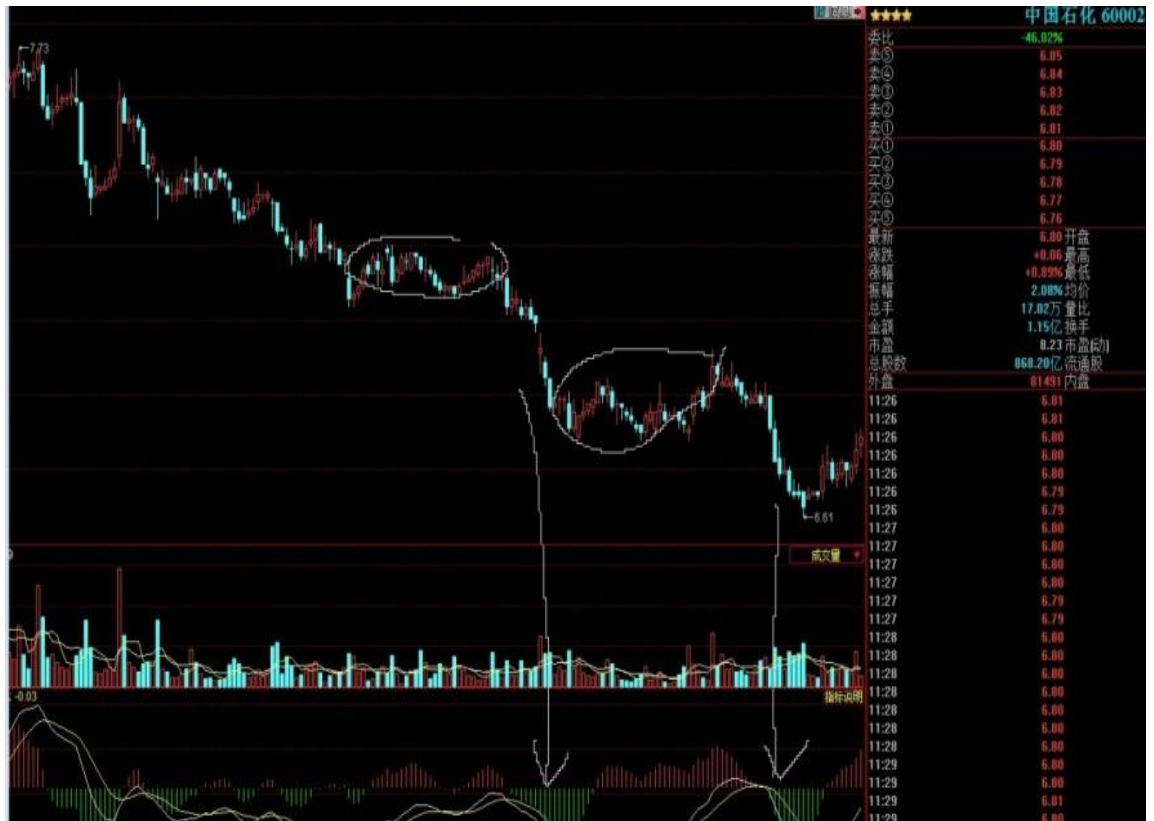 中国石化 60002
委比 -46.02%
卖⑤ 6.85
卖④ 6.84
卖③ 6.83
卖② 6.82
卖① 6.81
买① 6.80
买② 6.79
买③ 6.78
买④ 6.77
买⑤ 6.76
最新 6.80 开盘
涨跌 +0.06 最高
涨幅 +0.89% 最低
振幅 2.08% 均价
总手 17.02万 量比
金额 1.15亿 换手
市盈 8.23 市盈(动)
总股数 868.20亿 流通股
外盘 81491 内盘
11:26 6.81
11:26 6.81
11:26 6.80
11:26 6.80
11:26 6.80
11:26 6.79
11:26 6.79
11:27 6.80
11:27 6.80
11:27 6.80
11:27 6.80
11:27 6.79
11:27 6.79
11:28 6.80
11:28 6.80
11:28 6.80
11:28 6.80
11:28 6.80
11:28 6.80
11:28 6.80
11:29 6.80
11:29 6.80
11:29 6.81
11:29 6.80
7.73
6.61
成交量
-0.03
指标说明